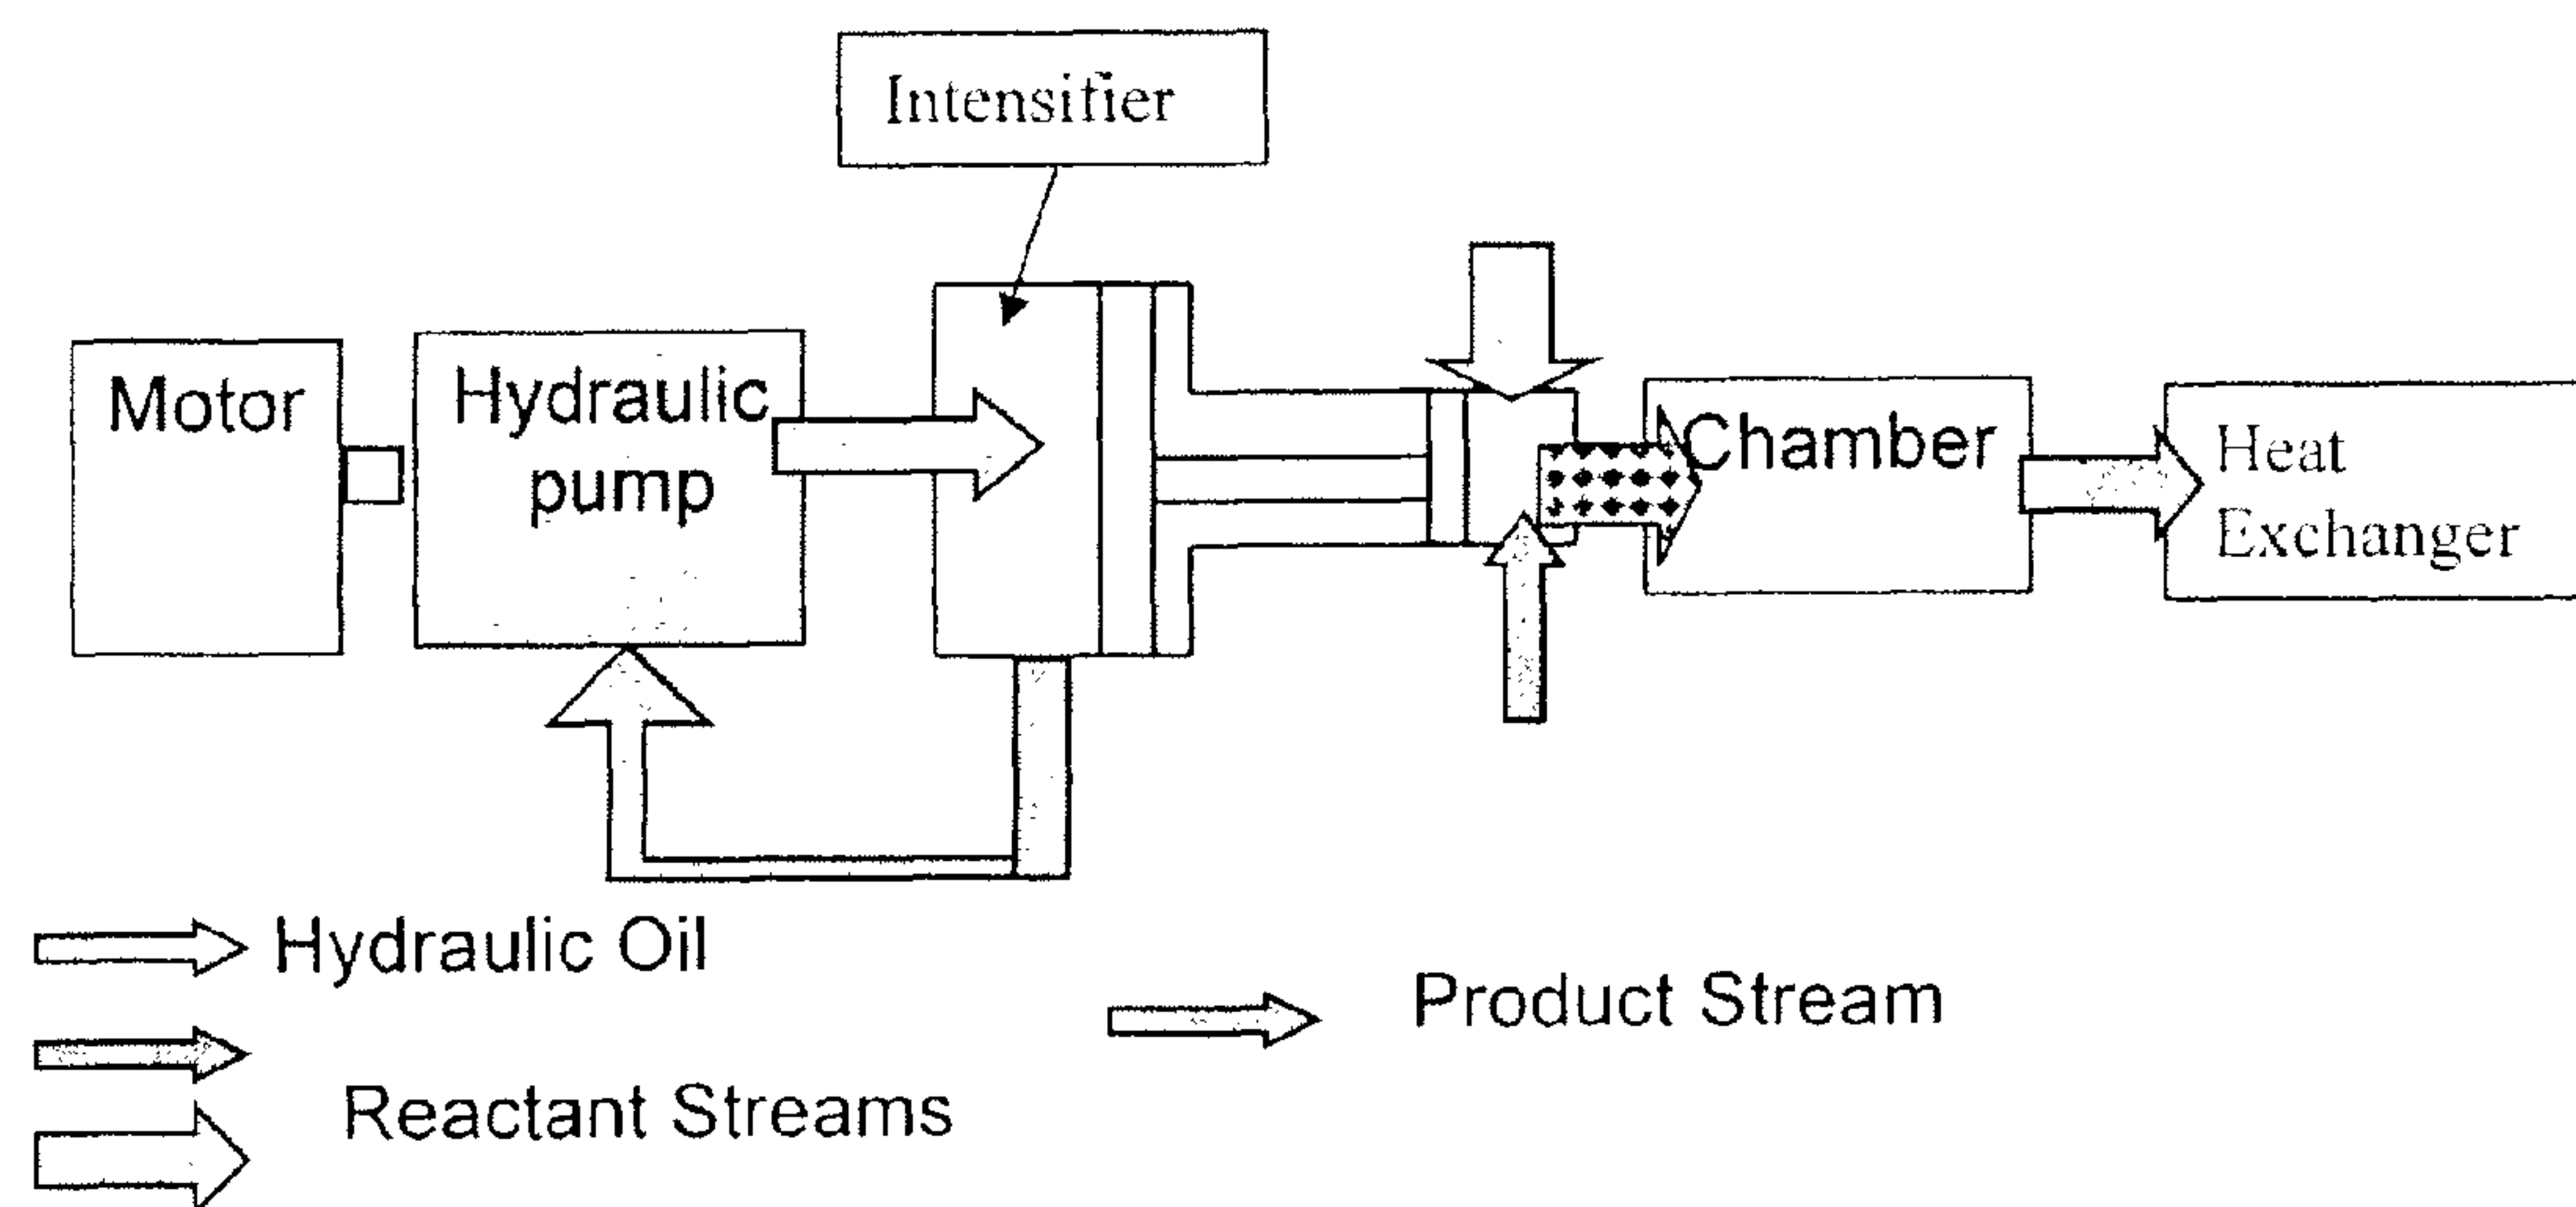 Intensifier
Motor
Hydraulic
pump
Chamber
Heat
Exchanger
Hydraulic Oil
Product Stream
Reactant Streams